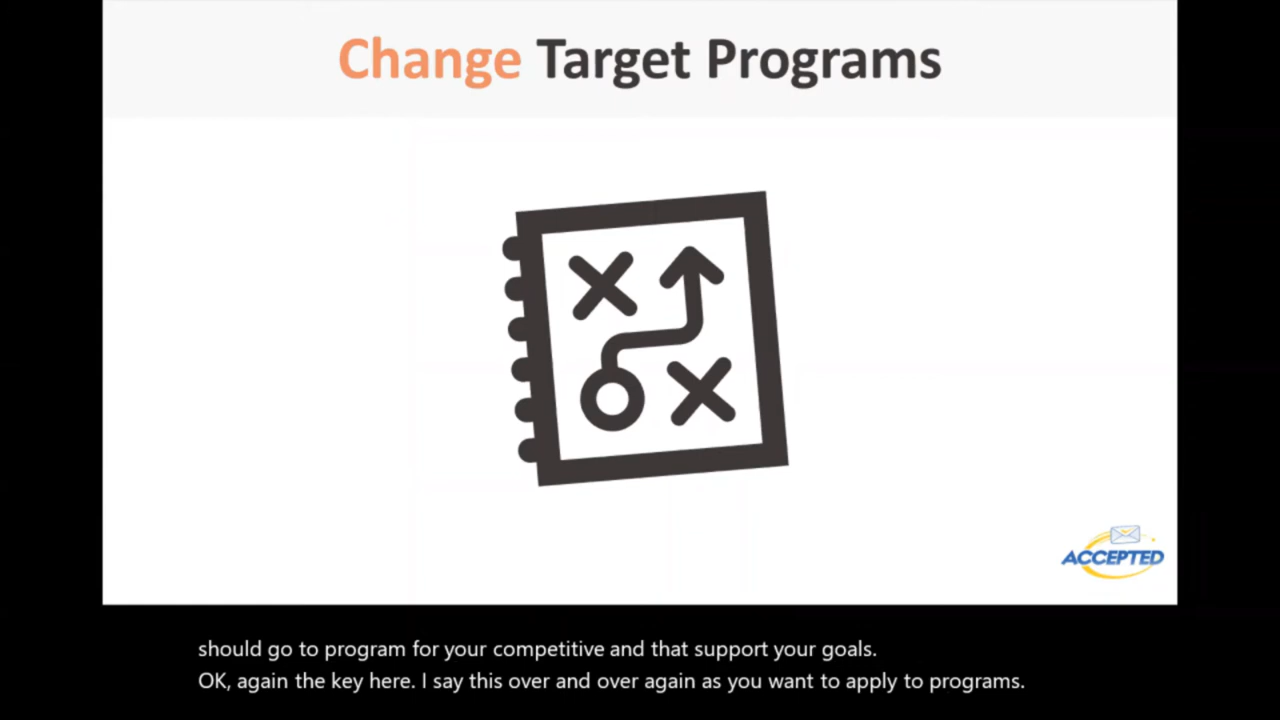 Change Target Programs
ACCEPTED
should go to program for your competitive and that support your goals.
OK, again the key here. I say this over and over again as you want to apply to programs.